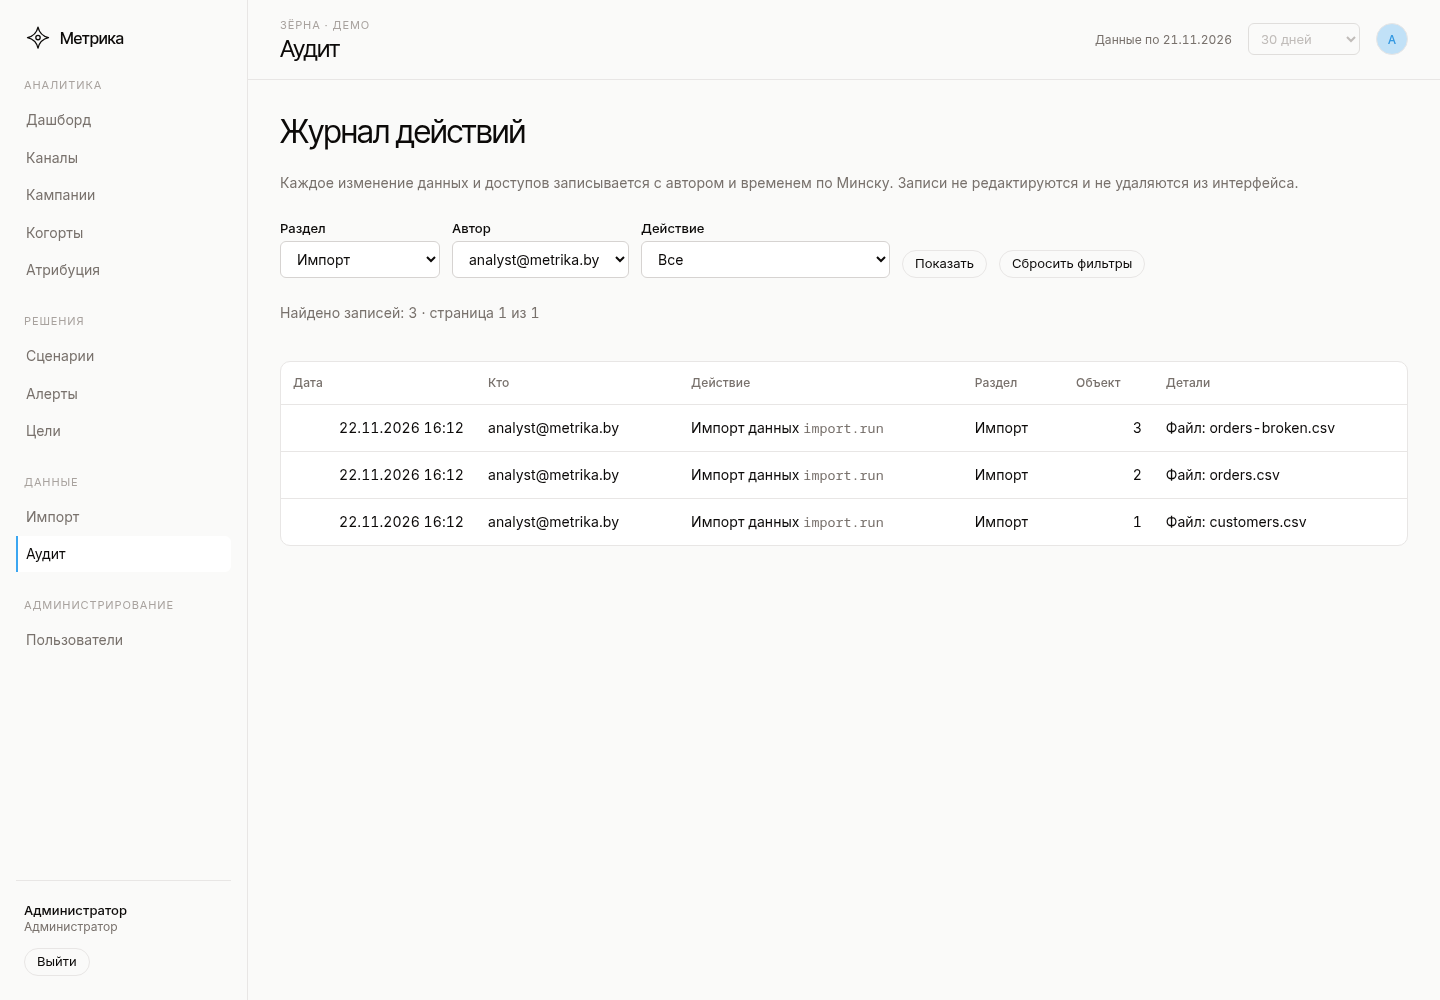 Метрика
АНАЛИТИКА
Дашборд
Каналы
Кампании
Когорты
Атрибуция
РЕШЕНИЯ
Сценарии
Алерты
Цели
ДАННЫЕ
Импорт
Аудит
АДМИНИСТРИРОВАНИЕ
Пользователи
Администратор
Администратор
Выйти
ЗЁРНА · ДЕМО
Аудит
Данные по 21.11.2026
30 дней
А
Журнал действий
Каждое изменение данных и доступов записывается с автором и временем по Минску. Записи не редактируются и не удаляются из интерфейса.
Раздел Автор Действие
Импорт analyst@metrika.by Все Показать Сбросить фильтры
Найдено записей: 3 · страница 1 из 1
Дата Кто Действие Раздел Объект Детали
22.11.2026 16:12 analyst@metrika.by Импорт данных import.run Импорт 3 Файл: orders-broken.csv
22.11.2026 16:12 analyst@metrika.by Импорт данных import.run Импорт 2 Файл: orders.csv
22.11.2026 16:12 analyst@metrika.by Импорт данных import.run Импорт 1 Файл: customers.csv